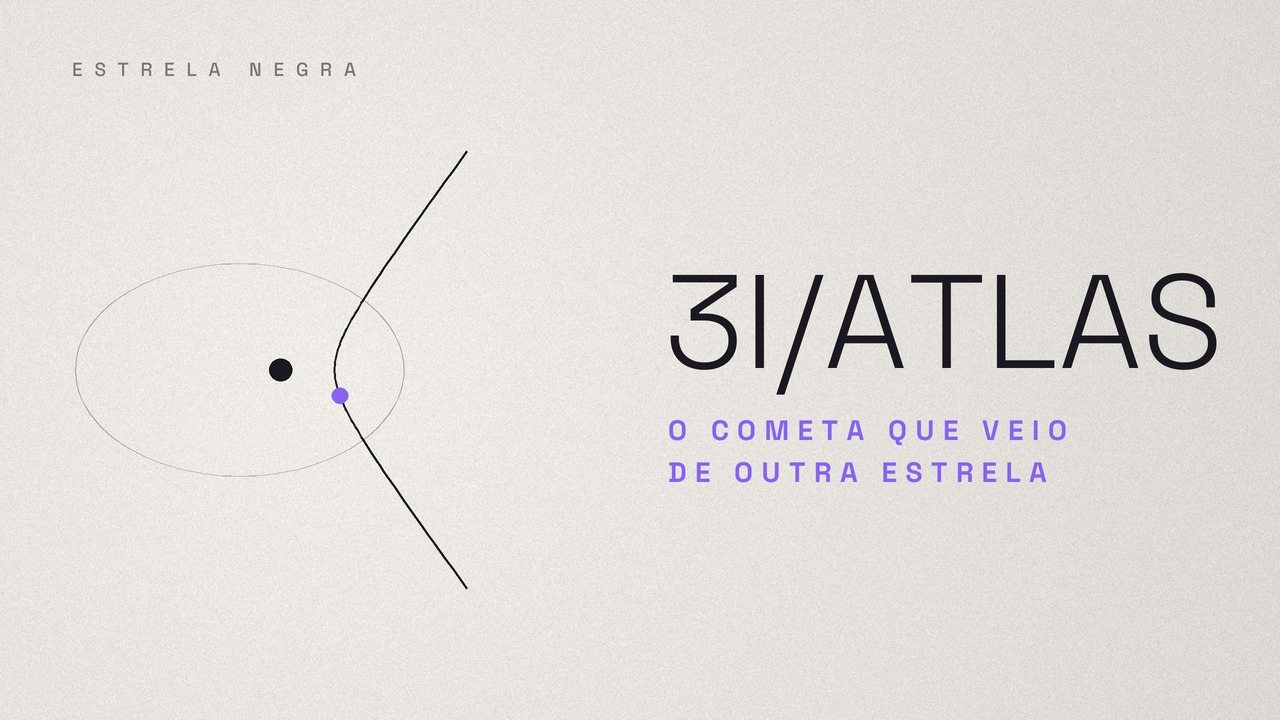 ESTRELA NEGRA
3I/ATLAS
O COMETA QUE VEIO
DE OUTRA ESTRELA